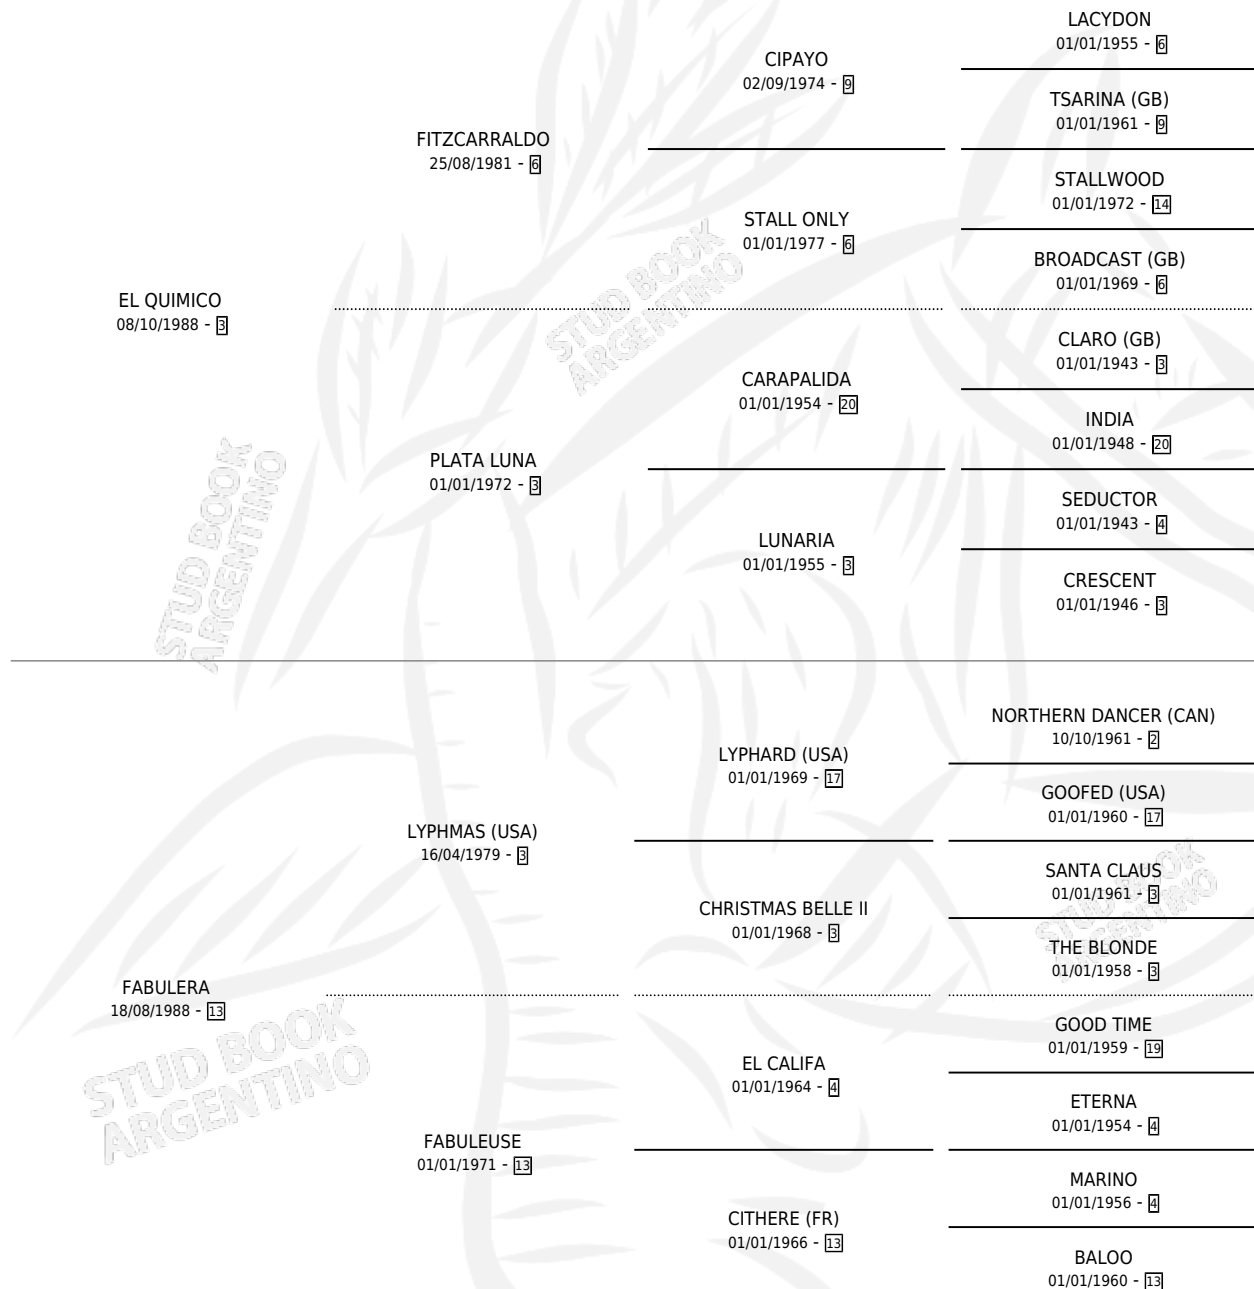 LACYDON
01/01/1955 - 6
CIPAYO
02/09/1974 - 9
TSARINA (GB)
01/01/1961 - 9
FITZCARRALDO
25/08/1981 - 6
STALLWOOD
01/01/1972 - 14
STALL ONLY
01/01/1977 - 6
BROADCAST (GB)
01/01/1969 - 6
EL QUIMICO
08/10/1988 - 3
CLARO (GB)
01/01/1943 - 3
CARAPALIDA
01/01/1954 - 20
INDIA
01/01/1948 - 20
PLATA LUNA
01/01/1972 - 3
SEDUCTOR
01/01/1943 - 4
LUNARIA
01/01/1955 - 3
CRESCENT
01/01/1946 - 3
NORTHERN DANCER (CAN)
10/10/1961 - 2
LYPHARD (USA)
01/01/1969 - 17
GOOFED (USA)
01/01/1960 - 17
LYPHMAS (USA)
16/04/1979 - 3
SANTA CLAUS
01/01/1961 - 3
CHRISTMAS BELLE II
01/01/1968 - 3
THE BLONDE
01/01/1958 - 3
FABULERA
18/08/1988 - 13
GOOD TIME
01/01/1959 - 19
EL CALIFA
01/01/1964 - 4
ETERNA
01/01/1954 - 4
FABULEUSE
01/01/1971 - 13
MARINO
01/01/1956 - 4
CITHERE (FR)
01/01/1966 - 13
BALOO
01/01/1960 - 13
STUD BOOK
ARGENTINO
STUD BOOK
ARGENTINO
STUD BOOK
ARGENTINO
STUD BOOK
ARGENTINO